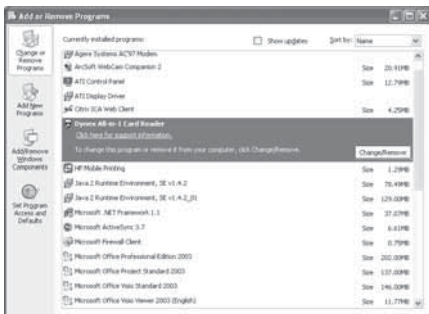 Add or Remove Programs
Change or
Remove
Programs
Add New
Programs
Add/Remove
Windows
Components
Set Program
Access and
Defaults
Currently installed programs:
Show updates
Sort by: Name
Agere Systems AC'97 Modem
ArcSoft WebCam Companion 2 Size 20.91MB
ATI Control Panel Size 12.79MB
ATI Display Driver
Citrix ICA Web Client Size 4.25MB
Dynex All-in-1 Card Reader
Click here for support information.
To change this program or remove it from your computer, click Change/Remove.
Change/Remove
HP Mobile Printing Size 1.29MB
Java 2 Runtime Environment, SE v1.4.2 Size 78.49MB
Java 2 Runtime Environment, SE v1.4.2_01 Size 129.00MB
Microsoft .NET Framework 1.1 Size 37.07MB
Microsoft ActiveSync 3.7 Size 6.61MB
Microsoft Firewall Client Size 0.75MB
Microsoft Office Professional Edition 2003 Size 202.00MB
Microsoft Office Project Standard 2003 Size 137.00MB
Microsoft Office Visio Standard 2003 Size 146.00MB
Microsoft Office Visio Viewer 2003 (English) Size 11.77MB